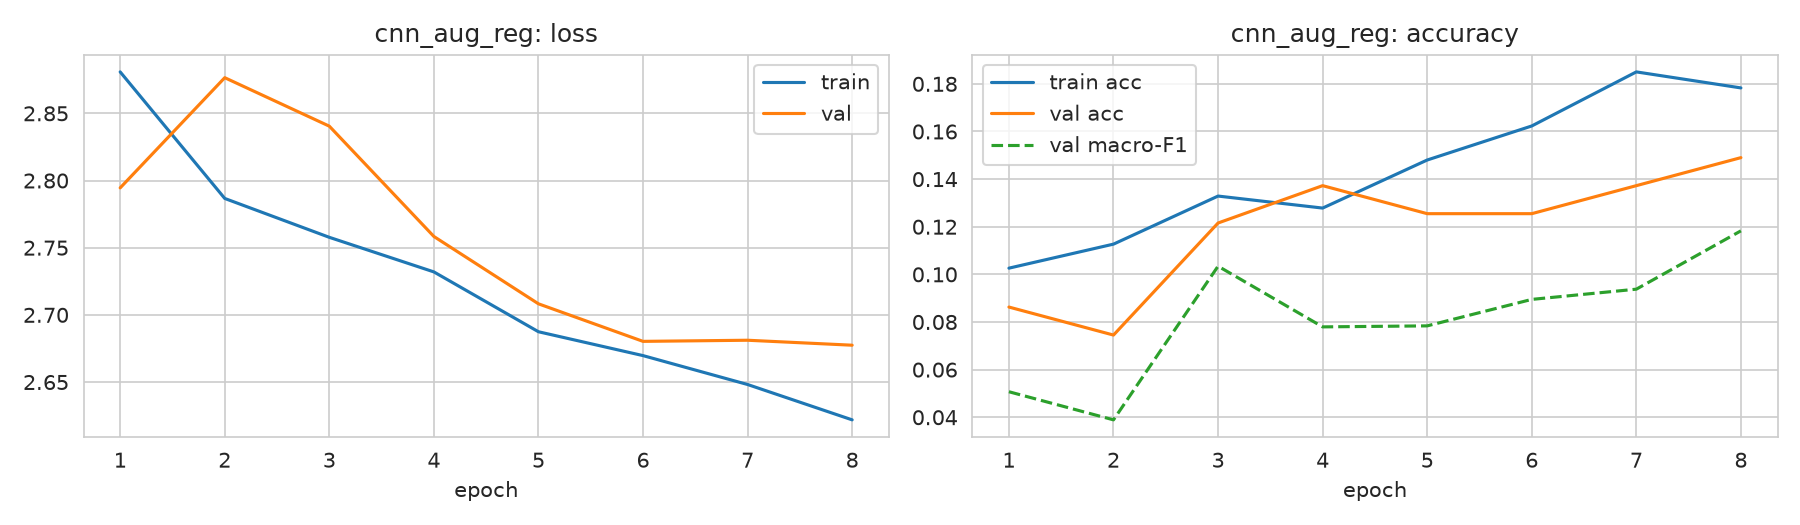 cnn_aug_reg: loss
train
val
2.85
2.80
2.75
2.70
2.65
1 2 3 4 5 6 7 8
epoch
cnn_aug_reg: accuracy
train acc
val acc
val macro-F1
0.18
0.16
0.14
0.12
0.10
0.08
0.06
0.04
1 2 3 4 5 6 7 8
epoch